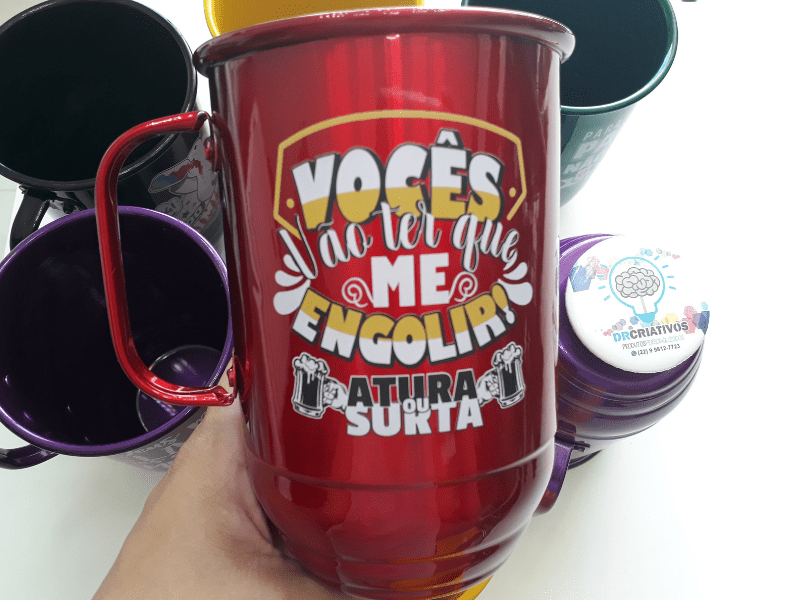 VOCÊS
Vão ter que
ME
ENGOLIR!
ATURA
OU
SURTA
DRCRIATIVOS